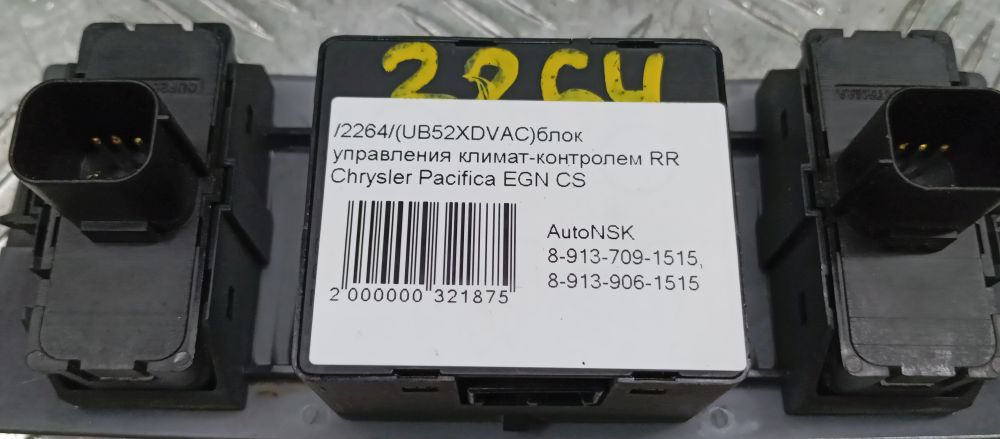 2264
/2264/(UB52XDVAC)блок
управления климат-контролем RR
Chrysler Pacifica EGN CS
AutoNSK
8-913-709-1515,
8-913-906-1515
2 000000 321875